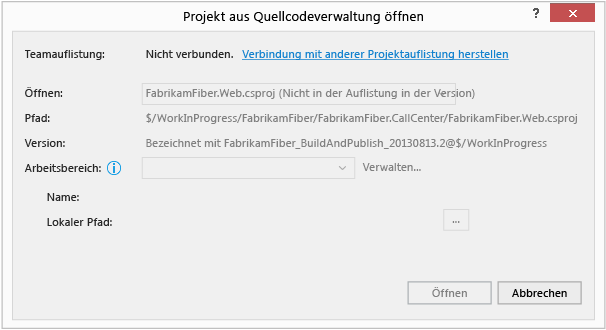 Projekt aus Quellcodeverwaltung öffnen
?
Teamauflistung: Nicht verbunden. Verbindung mit anderer Projektauflistung herstellen
Öffnen: FabrikamFiber.Web.csproj (Nicht in der Auflistung in der Version)
Pfad: $/WorkInProgress/FabrikamFiber/FabrikamFiber.CallCenter/FabrikamFiber.Web.csproj
Version: Bezeichnet mit FabrikamFiber_BuildAndPublish_20130813.2@$/WorkInProgress
Arbeitsbereich: Verwalten...
Name:
Lokaler Pfad: ...
Öffnen Abbrechen